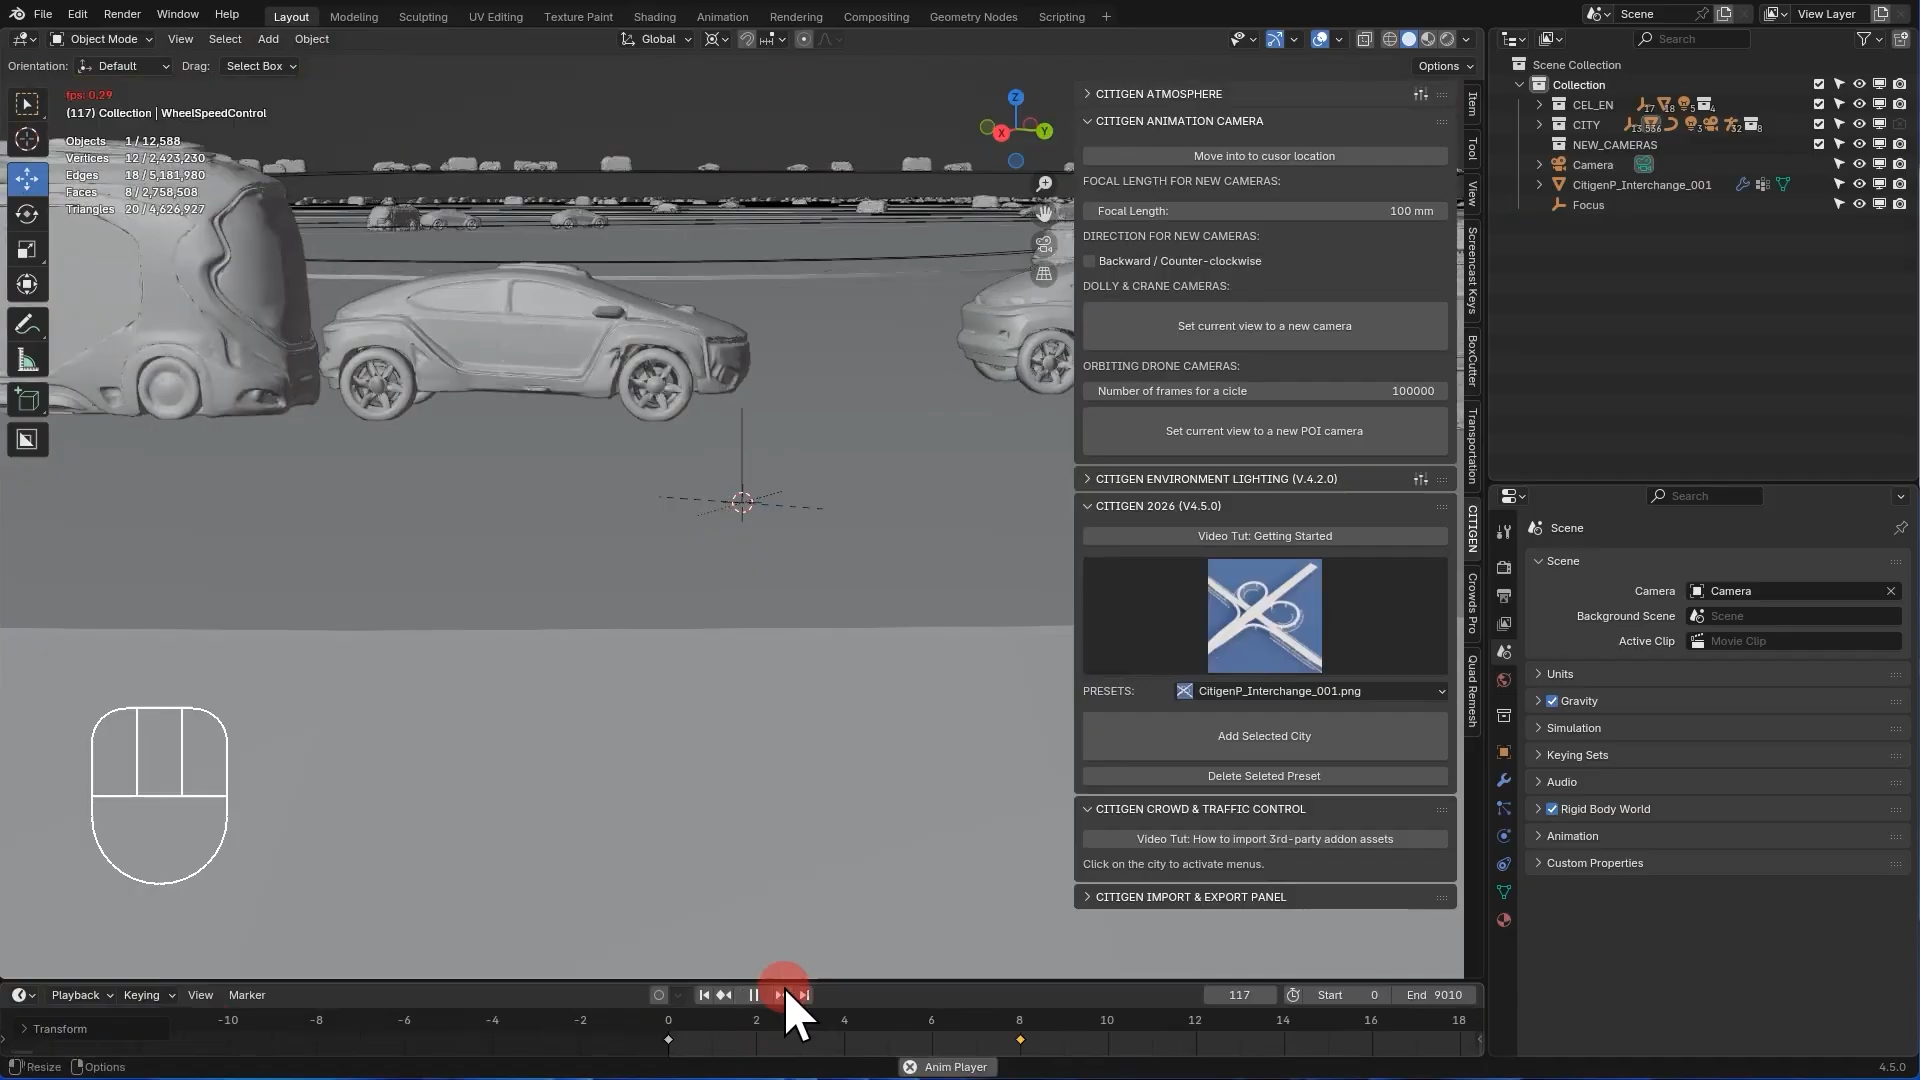 File Edit Render Window Help Layout Modeling Sculpting UV Editing Texture Paint Shading Animation Rendering Compositing Geometry Nodes Scripting + Scene View Layer
Object Mode View Select Add Object Global Search
Orientation: Default Drag: Select Box Options
fps: 0.29
(117) Collection | WheelSpeedControl
Objects 1 / 12,588
Vertices 12 / 2,423,230
Edges 18 / 5,181,980
Faces 8 / 2,758,508
Triangles 20 / 4,626,927
Z
X
Y
CITIGEN ATMOSPHERE
CITIGEN ANIMATION CAMERA
Move into to cusor location
FOCAL LENGTH FOR NEW CAMERAS:
Focal Length: 100 mm
DIRECTION FOR NEW CAMERAS:
Backward / Counter-clockwise
DOLLY & CRANE CAMERAS:
Set current view to a new camera
ORBITING DRONE CAMERAS:
Number of frames for a cicle 100000
Set current view to a new POI camera
CITIGEN ENVIRONMENT LIGHTING (V.4.2.0)
CITIGEN 2026 (V4.5.0)
Video Tut: Getting Started
PRESETS: CitigenP_Interchange_001.png
Add Selected City
Delete Seleted Preset
CITIGEN CROWD & TRAFFIC CONTROL
Video Tut: How to import 3rd-party addon assets
Click on the city to activate menus.
CITIGEN IMPORT & EXPORT PANEL
Item
Tool
View
Screencast Keys
BoxCutter
Transportation
CITIGEN
Crowds Pro
Quad Remesh
Scene Collection
Collection
CEL_EN 17 18 5 4
CITY 13 536 3 32 8
NEW_CAMERAS
Camera
CitigenP_Interchange_001
Focus
Search
Scene
Scene
Camera Camera
Background Scene Scene
Active Clip Movie Clip
Units
Gravity
Simulation
Keying Sets
Audio
Rigid Body World
Animation
Custom Properties
Playback Keying View Marker 117 Start 0 End 9010
-10 -8 -6 -4 -2 0 2 4 6 8 10 12 14 16 18
Transform
Resize Options Anim Player 4.5.0